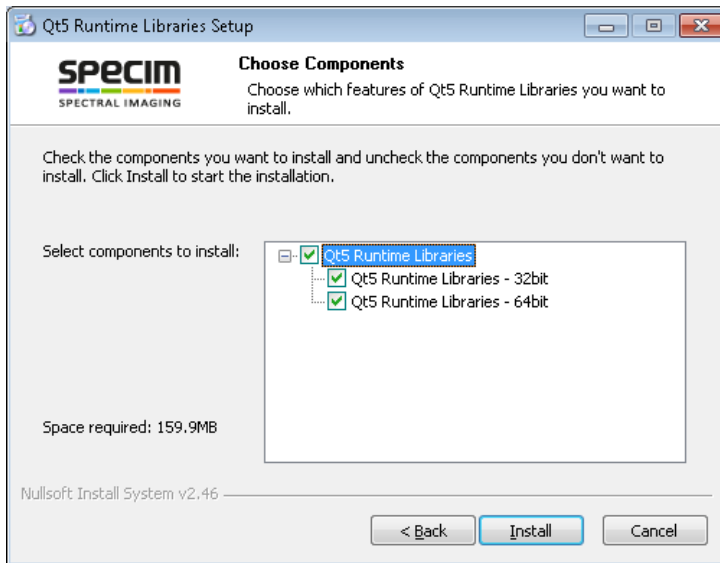 Qt5 Runtime Libraries Setup
SPECIM
SPECTRAL IMAGING
Choose Components
Choose which features of Qt5 Runtime Libraries you want to
install.
Check the components you want to install and uncheck the components you don't want to
install. Click Install to start the installation.
Select components to install:
Qt5 Runtime Libraries
Qt5 Runtime Libraries - 32bit
Qt5 Runtime Libraries - 64bit
Space required: 159.9MB
Nullsoft Install System v2.46
< Back
Install
Cancel